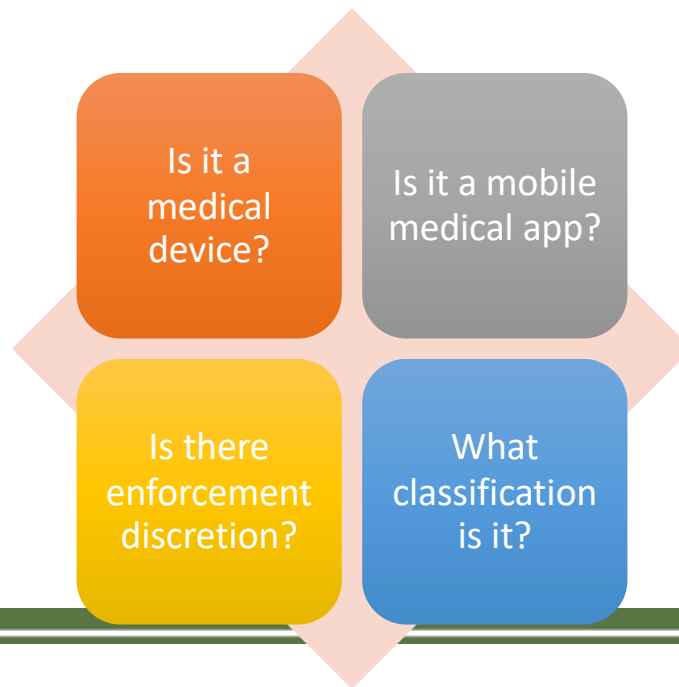 Is it a
medical
device?
Is it a mobile
medical app?
Is there
enforcement
discretion?
What
classification
is it?